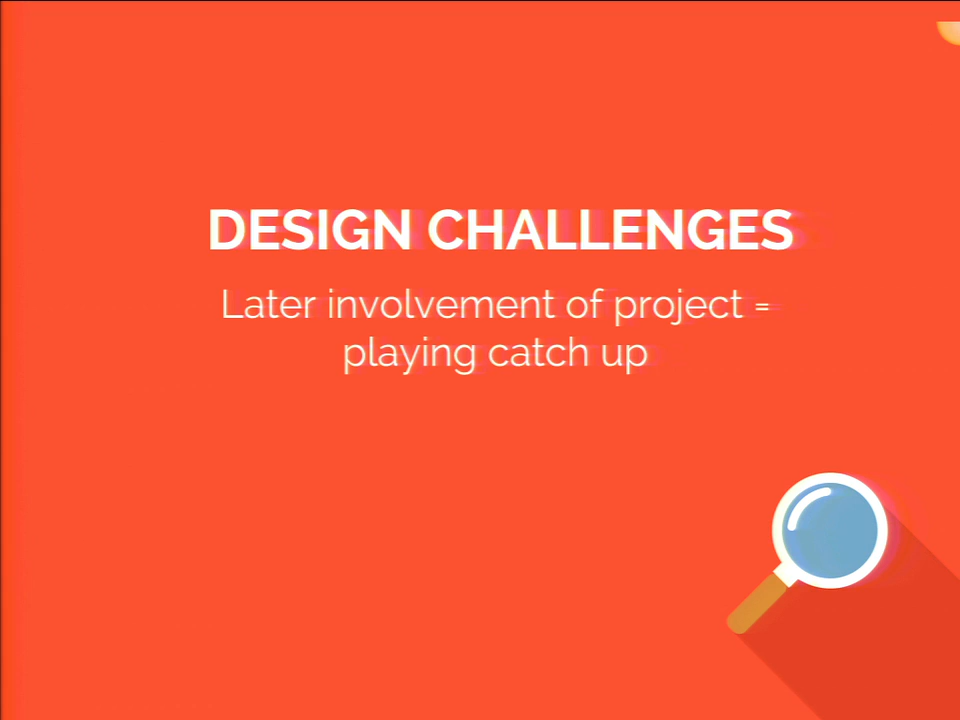 DESIGN CHALLENGES
Later involvement of project =
playing catch up